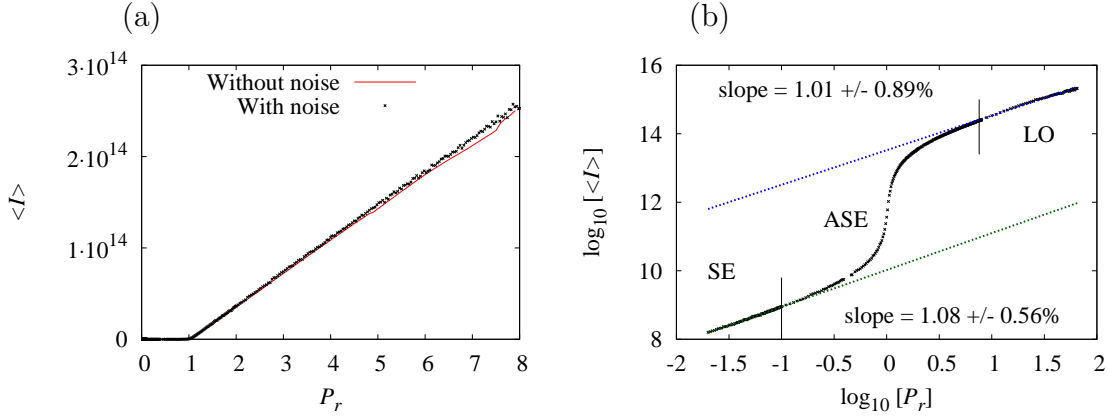 (a)
3·10^14
2·10^14
1·10^14
0
0 1 2 3 4 5 6 7 8
<I>
P_r
Without noise
With noise
(b)
16
14
12
10
8
-2 -1.5 -1 -0.5 0 0.5 1 1.5 2
log_10 [<I>]
log_10 [P_r]
slope = 1.01 +/- 0.89%
LO
ASE
SE
slope = 1.08 +/- 0.56%